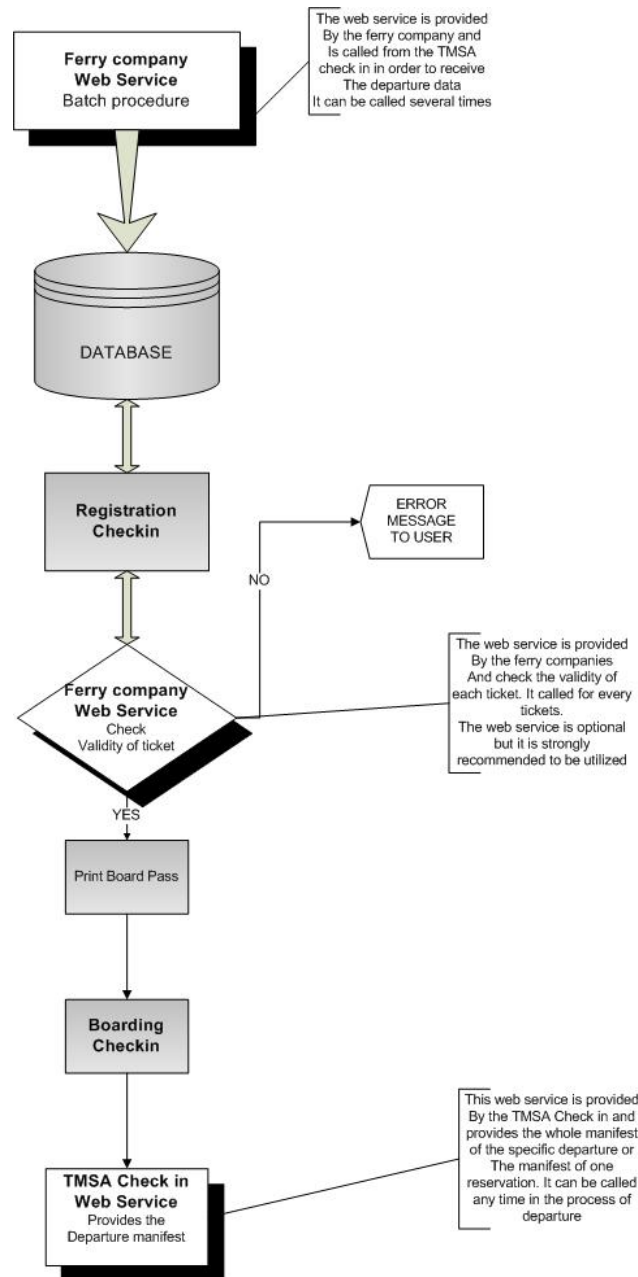 Ferry company
Web Service
Batch procedure
The web service is provided
By the ferry company and
Is called from the TMSA
check in in order to receive
The departure data
It can be called several times
DATABASE
Registration
Checkin
ERROR
MESSAGE
TO USER
NO
Ferry company
Web Service
Check
Validity of ticket
The web service is provided
By the ferry companies
And check the validity of
each ticket. It called for every
tickets.
The web service is optional
but it is strongly
recommended to be utilized
YES
Print Board Pass
Boarding
Checkin
TMSA Check in
Web Service
Provides the
Departure manifest
This web service is provided
By the TMSA Check in and
provides the whole manifest
of the specific departure or
The manifest of one
reservation. It can be called
any time in the process of
departure